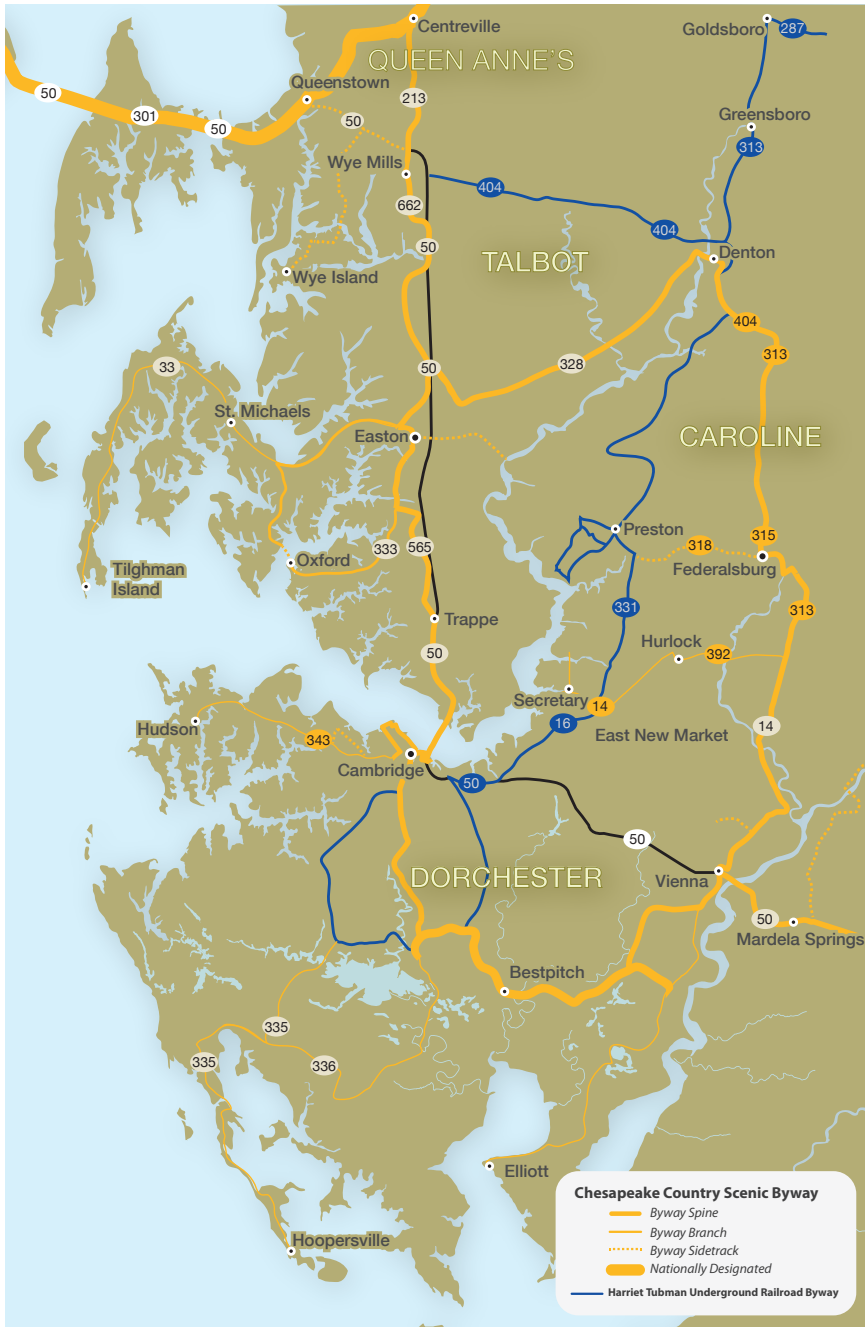 Centreville
Goldsboro
287
QUEEN ANNE'S
Queenstown
50
213
301
50
50
Greensboro
313
Wye Mills
404
662
404
50
TALBOT
Denton
Wye Island
404
313
33
50
328
St. Michaels
Easton
CAROLINE
Preston
315
318
333
565
Oxford
Federalsburg
Tilghman
Island
331
313
Trappe
Hurlock
392
50
Secretary
14
Hudson
16
14
East New Market
343
Cambridge
50
50
DORCHESTER
Vienna
50
Mardela Springs
Bestpitch
335
335
336
Elliott
Hoopersville
Chesapeake Country Scenic Byway
Byway Spine
Byway Branch
Byway Sidetrack
Nationally Designated
Harriet Tubman Underground Railroad Byway